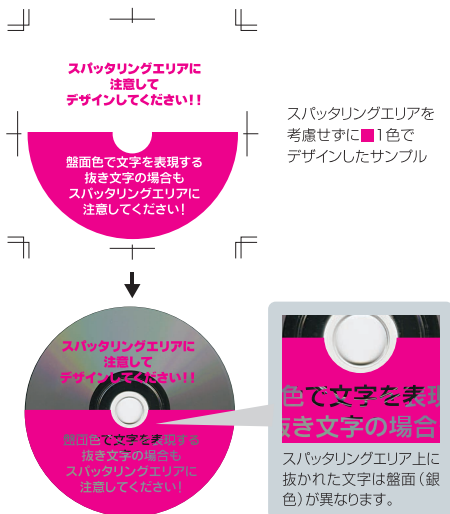 スパッタリングエリアに
注意して
デザインしてください!!
盤面色で文字を表現する
抜き文字の場合も
スパッタリングエリアに
注意してください!
スパッタリングエリアを
考慮せずに■1色で
デザインしたサンプル
スパッタリングエリアに
注意して
デザインしてください!!
盤面色で文字を表現する
抜き文字の場合も
スパッタリングエリアに
注意してください!
色で文字を表現
抜き文字の場合
スパッタリングエリア上に
抜かれた文字は盤面（銀
色）が異なります。